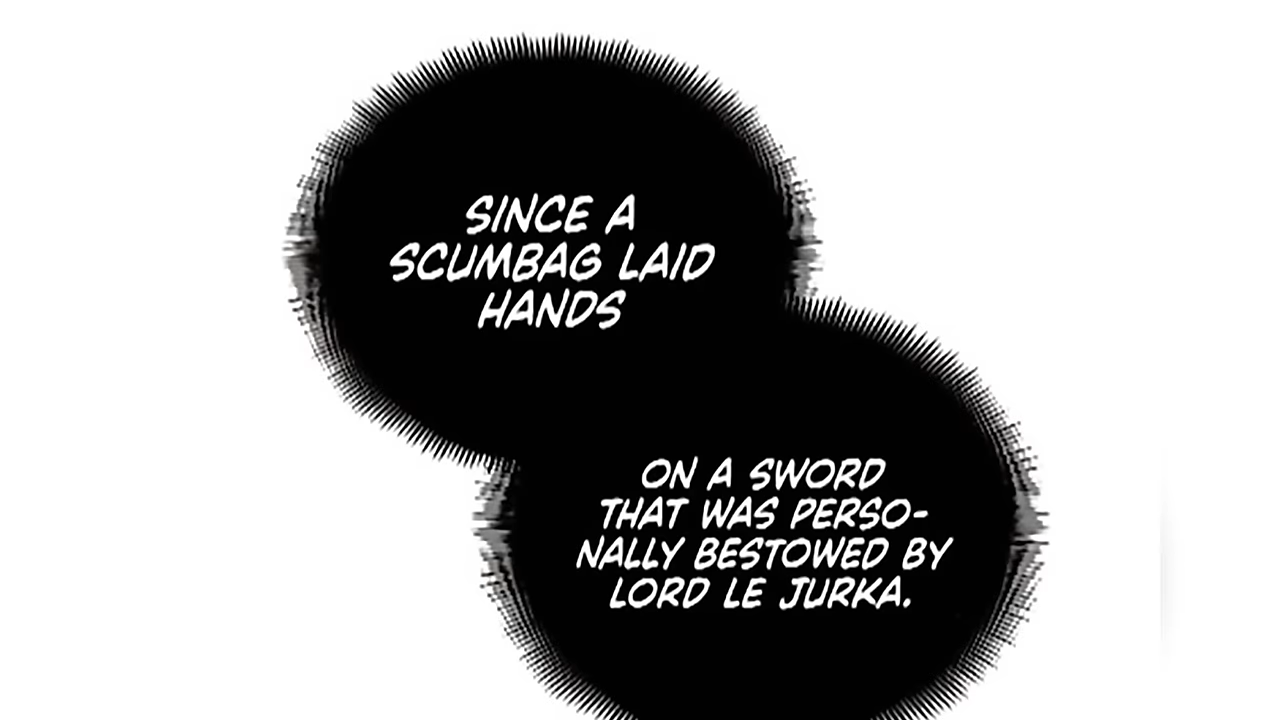 SINCE A
SCUMBAG LAID
HANDS
ON A SWORD
THAT WAS PERSO-
NALLY BESTOWED BY
LORD LE JURKA.